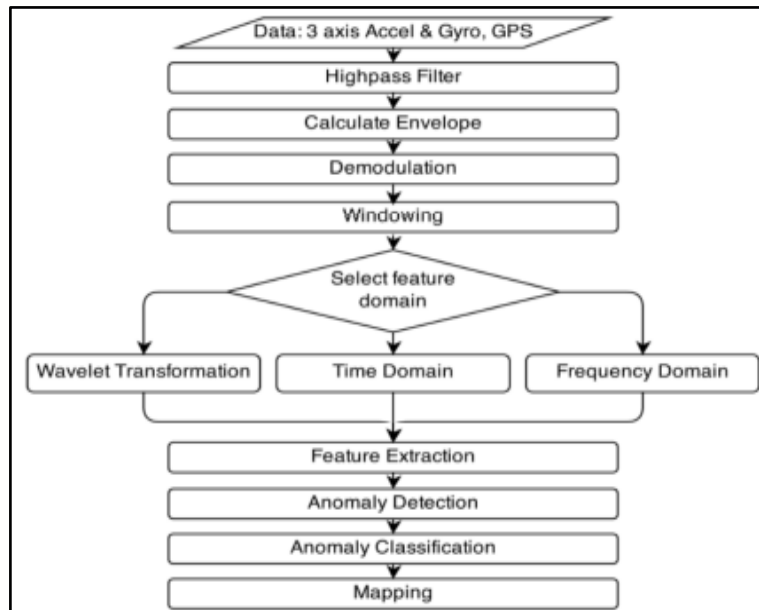 Data: 3 axis Accel & Gyro, GPS
Highpass Filter
Calculate Envelope
Demodulation
Windowing
Select feature
domain
Wavelet Transformation
Time Domain
Frequency Domain
Feature Extraction
Anomaly Detection
Anomaly Classification
Mapping